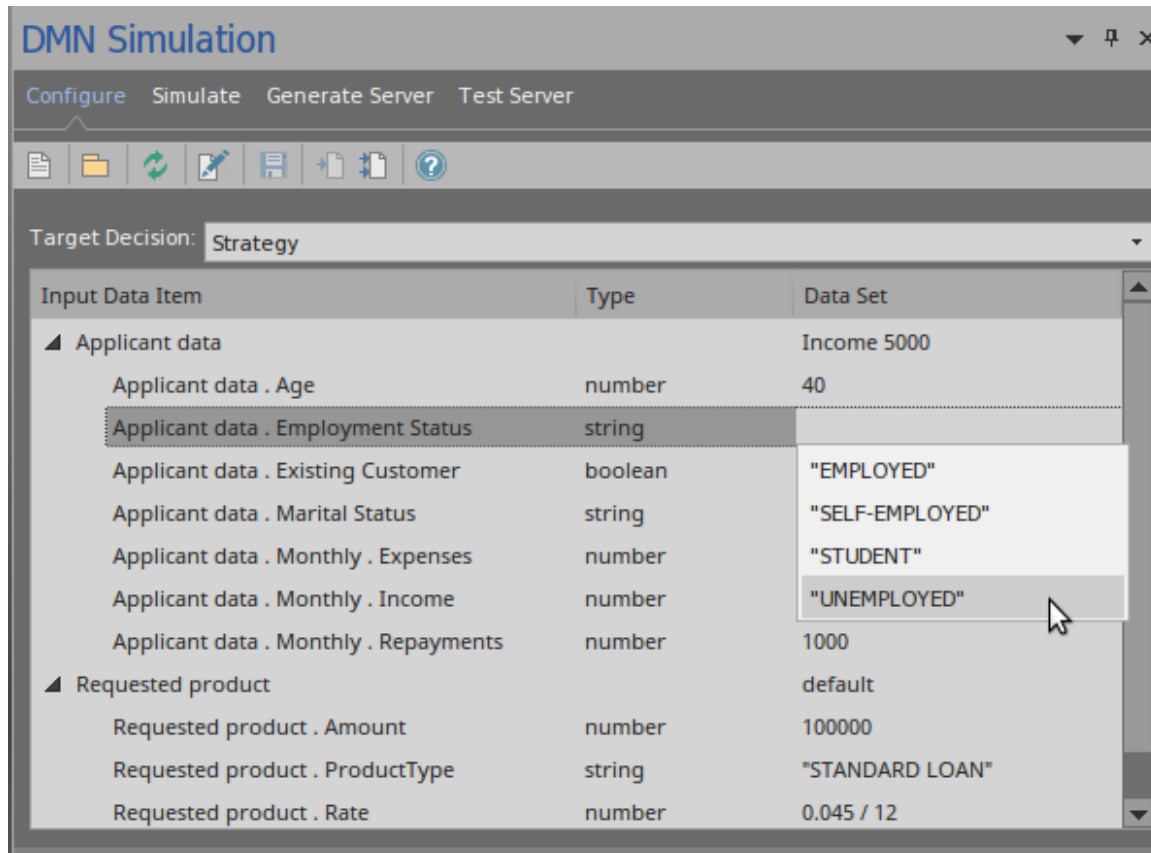 DMN Simulation
Configure Simulate Generate Server Test Server
Target Decision: Strategy
Input Data Item Type Data Set
Applicant data Income 5000
Applicant data . Age number 40
Applicant data . Employment Status string
Applicant data . Existing Customer boolean "EMPLOYED"
Applicant data . Marital Status string "SELF-EMPLOYED"
Applicant data . Monthly . Expenses number "STUDENT"
Applicant data . Monthly . Income number "UNEMPLOYED"
Applicant data . Monthly . Repayments number 1000
Requested product default
Requested product . Amount number 100000
Requested product . ProductType string "STANDARD LOAN"
Requested product . Rate number 0.045 / 12